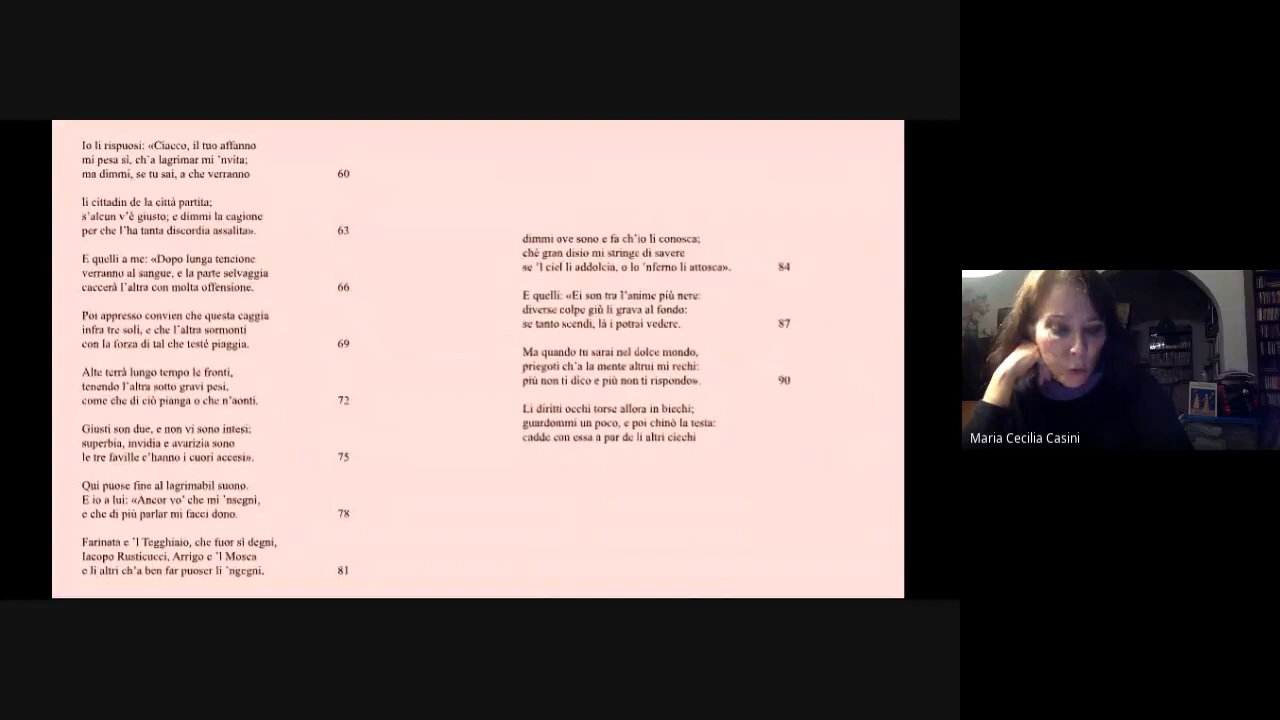 Io li rispuosi: «Ciacco, il tuo affanno
mi pesa sì, ch'a lagrimar mi 'nvita;
ma dimmi, se tu sai, a che verranno
60
li cittadin de la città partita;
s'alcun v'è giusto; e dimmi la cagione
per che l'ha tanta discordia assalita».
63
E quelli a me: «Dopo lunga tencione
verranno al sangue, e la parte selvaggia
caccerà l'altra con molta offensione.
66
Poi appresso convien che questa caggia
infra tre soli, e che l'altra sormonti
con la forza di tal che testé piaggia.
69
Alte terrà lungo tempo le fronti,
tenendo l'altra sotto gravi pesi,
come che di ciò pianga o che n'aonti.
72
Giusti son due, e non vi sono intesi;
superbia, invidia e avarizia sono
le tre faville c'hanno i cuori accesi».
75
Qui puose fine al lagrimabil suono.
E io a lui: «Ancor vo' che mi 'nsegni,
e che di più parlar mi facci dono.
78
Farinata e 'l Tegghiaio, che fuor sì degni,
Iacopo Rusticucci, Arrigo e 'l Mosca
e li altri ch'a ben far puoser li 'ngegni,
81
dimmi ove sono e fa ch'io li conosca;
ché gran disio mi stringe di savere
se 'l ciel li addolcia, o lo 'nferno li attosca».
84
E quelli: «Ei son tra l'anime più nere:
diverse colpe giù li grava al fondo:
se tanto scendi, là i potrai vedere.
87
Ma quando tu sarai nel dolce mondo,
priegoti ch'a la mente altrui mi rechi:
più non ti dico e più non ti rispondo».
90
Li diritti occhi torse allora in biechi;
guardommi un poco, e poi chinò la testa:
cadde con essa a par de li altri ciechi
Maria Cecilia Casini